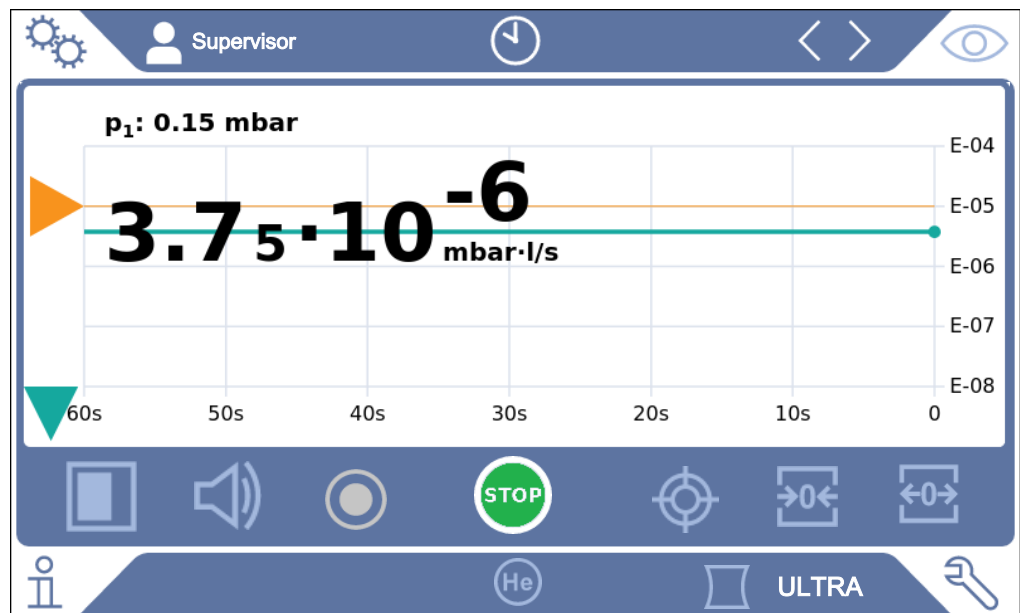 Supervisor
p₁: 0.15 mbar
E-04
3.75·10⁻⁶ mbar·l/s
E-05
E-06
E-07
E-08
60s 50s 40s 30s 20s 10s 0
STOP
→0←
←0→
He
ULTRA